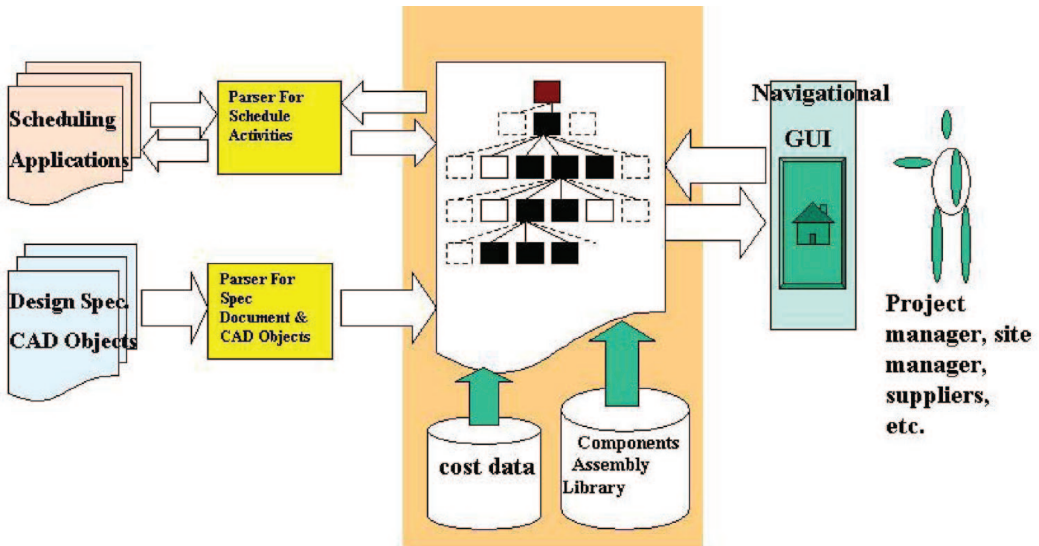 Scheduling
Applications
Parser For
Schedule
Activities
Design Spec.
CAD Objects
Parser For
Spec
Document &
CAD Objects
cost data
Components
Assembly
Library
Navigational
GUI
Project
manager, site
manager,
suppliers,
etc.